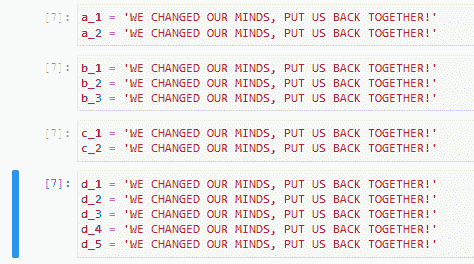 [7]: a_1 = 'WE CHANGED OUR MINDS, PUT US BACK TOGETHER!'
a_2 = 'WE CHANGED OUR MINDS, PUT US BACK TOGETHER!'
[7]: b_1 = 'WE CHANGED OUR MINDS, PUT US BACK TOGETHER!'
b_2 = 'WE CHANGED OUR MINDS, PUT US BACK TOGETHER!'
b_3 = 'WE CHANGED OUR MINDS, PUT US BACK TOGETHER!'
[7]: c_1 = 'WE CHANGED OUR MINDS, PUT US BACK TOGETHER!'
c_2 = 'WE CHANGED OUR MINDS, PUT US BACK TOGETHER!'
[7]: d_1 = 'WE CHANGED OUR MINDS, PUT US BACK TOGETHER!'
d_2 = 'WE CHANGED OUR MINDS, PUT US BACK TOGETHER!'
d_3 = 'WE CHANGED OUR MINDS, PUT US BACK TOGETHER!'
d_4 = 'WE CHANGED OUR MINDS, PUT US BACK TOGETHER!'
d_5 = 'WE CHANGED OUR MINDS, PUT US BACK TOGETHER!'